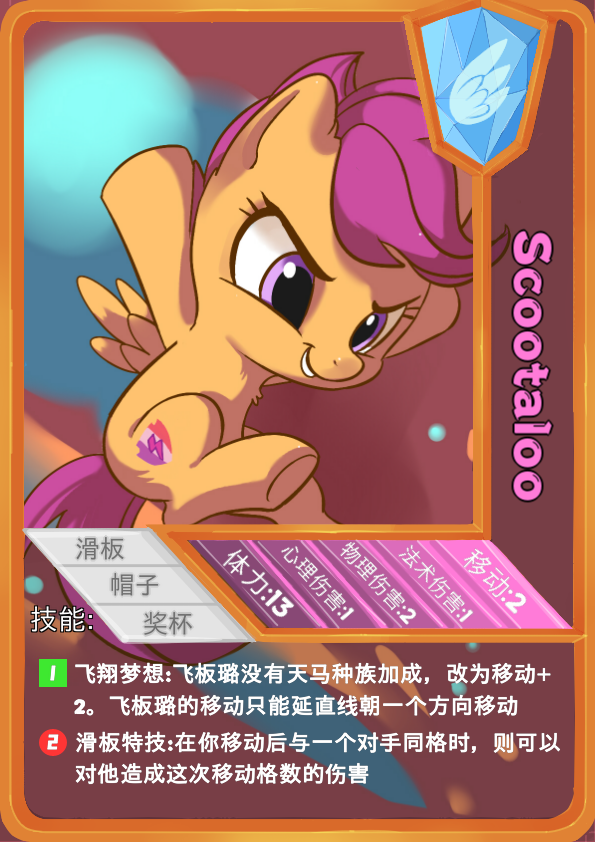 Scootaloo
滑板
帽子
奖杯
体力:13
心理伤害:1
物理伤害:2
法术伤害:1
移动:2
技能:
1 飞翔梦想:飞板璐没有天马种族加成，改为移动+
2。飞板璐的移动只能延直线朝一个方向移动
2 滑板特技:在你移动后与一个对手同格时，则可以
对他造成这次移动格数的伤害